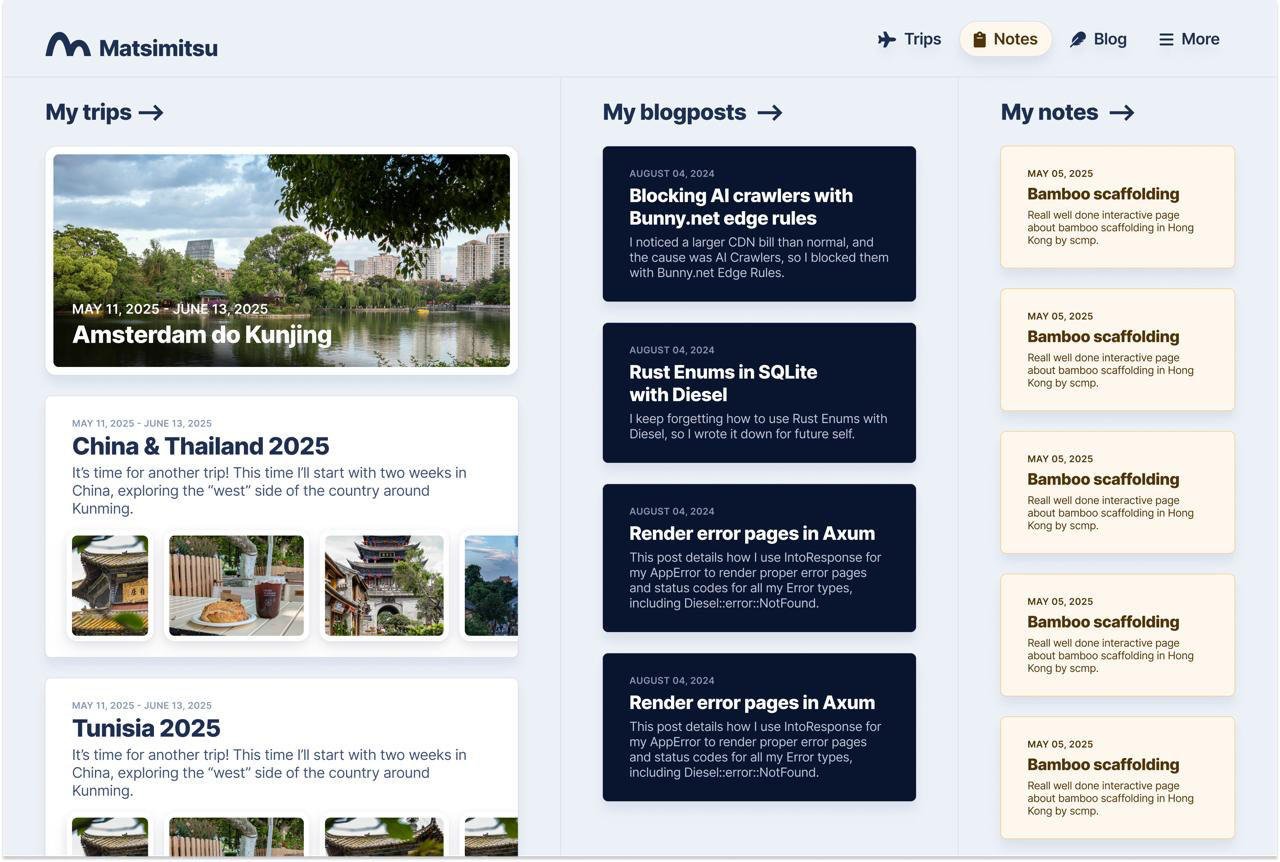 Matsimitsu
Trips
Notes
Blog
More
My trips →
MAY 11, 2025 - JUNE 13, 2025
Amsterdam do Kunjing
MAY 11, 2025 - JUNE 13, 2025
China & Thailand 2025
It’s time for another trip! This time I’ll start with two weeks in
China, exploring the “west” side of the country around
Kunming.
MAY 11, 2025 - JUNE 13, 2025
Tunisia 2025
It’s time for another trip! This time I’ll start with two weeks in
China, exploring the “west” side of the country around
Kunming.
My blogposts →
AUGUST 04, 2024
Blocking AI crawlers with
Bunny.net edge rules
I noticed a larger CDN bill than normal, and
the cause was AI Crawlers, so I blocked them
with Bunny.net Edge Rules.
AUGUST 04, 2024
Rust Enums in SQLite
with Diesel
I keep forgetting how to use Rust Enums with
Diesel, so I wrote it down for future self.
AUGUST 04, 2024
Render error pages in Axum
This post details how I use IntoResponse for
my AppError to render proper error pages
and status codes for all my Error types,
including Diesel::error::NotFound.
AUGUST 04, 2024
Render error pages in Axum
This post details how I use IntoResponse for
my AppError to render proper error pages
and status codes for all my Error types,
including Diesel::error::NotFound.
My notes →
MAY 05, 2025
Bamboo scaffolding
Reall well done interactive page
about bamboo scaffolding in Hong
Kong by scmp.
MAY 05, 2025
Bamboo scaffolding
Reall well done interactive page
about bamboo scaffolding in Hong
Kong by scmp.
MAY 05, 2025
Bamboo scaffolding
Reall well done interactive page
about bamboo scaffolding in Hong
Kong by scmp.
MAY 05, 2025
Bamboo scaffolding
Reall well done interactive page
about bamboo scaffolding in Hong
Kong by scmp.
MAY 05, 2025
Bamboo scaffolding
Reall well done interactive page
about bamboo scaffolding in Hong
Kong by scmp.